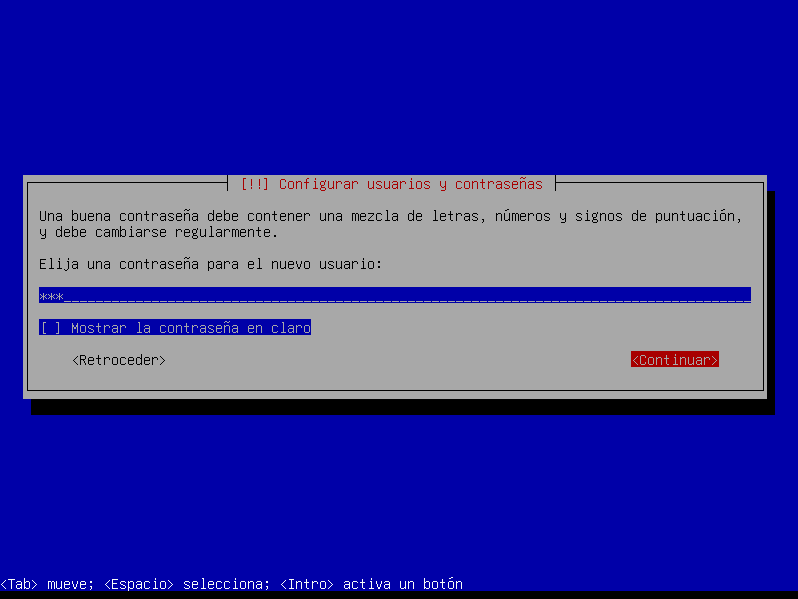 [!!] Configurar usuarios y contraseñas
Una buena contraseña debe contener una mezcla de letras, números y signos de puntuación,
y debe cambiarse regularmente.
Elija una contraseña para el nuevo usuario:
***
[ ] Mostrar la contraseña en claro
<Retroceder> <Continuar>
<Tab> mueve; <Espacio> selecciona; <Intro> activa un botón